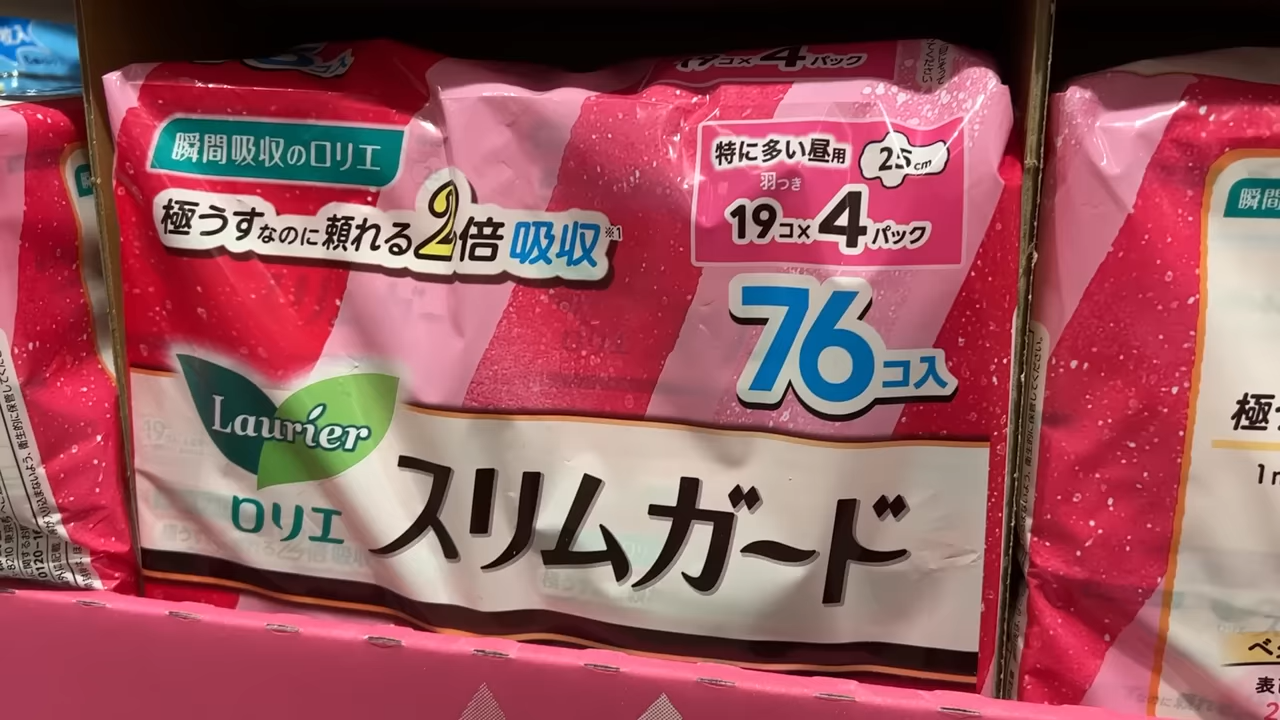 19コ×4パック
瞬間吸収のロリエ
極うすなのに頼れる2倍吸収※1
特に多い昼用 25cm
羽つき
19コ×4パック
76コ入
Laurier
ロリエ
スリムガード
瞬間
極
ベ
表